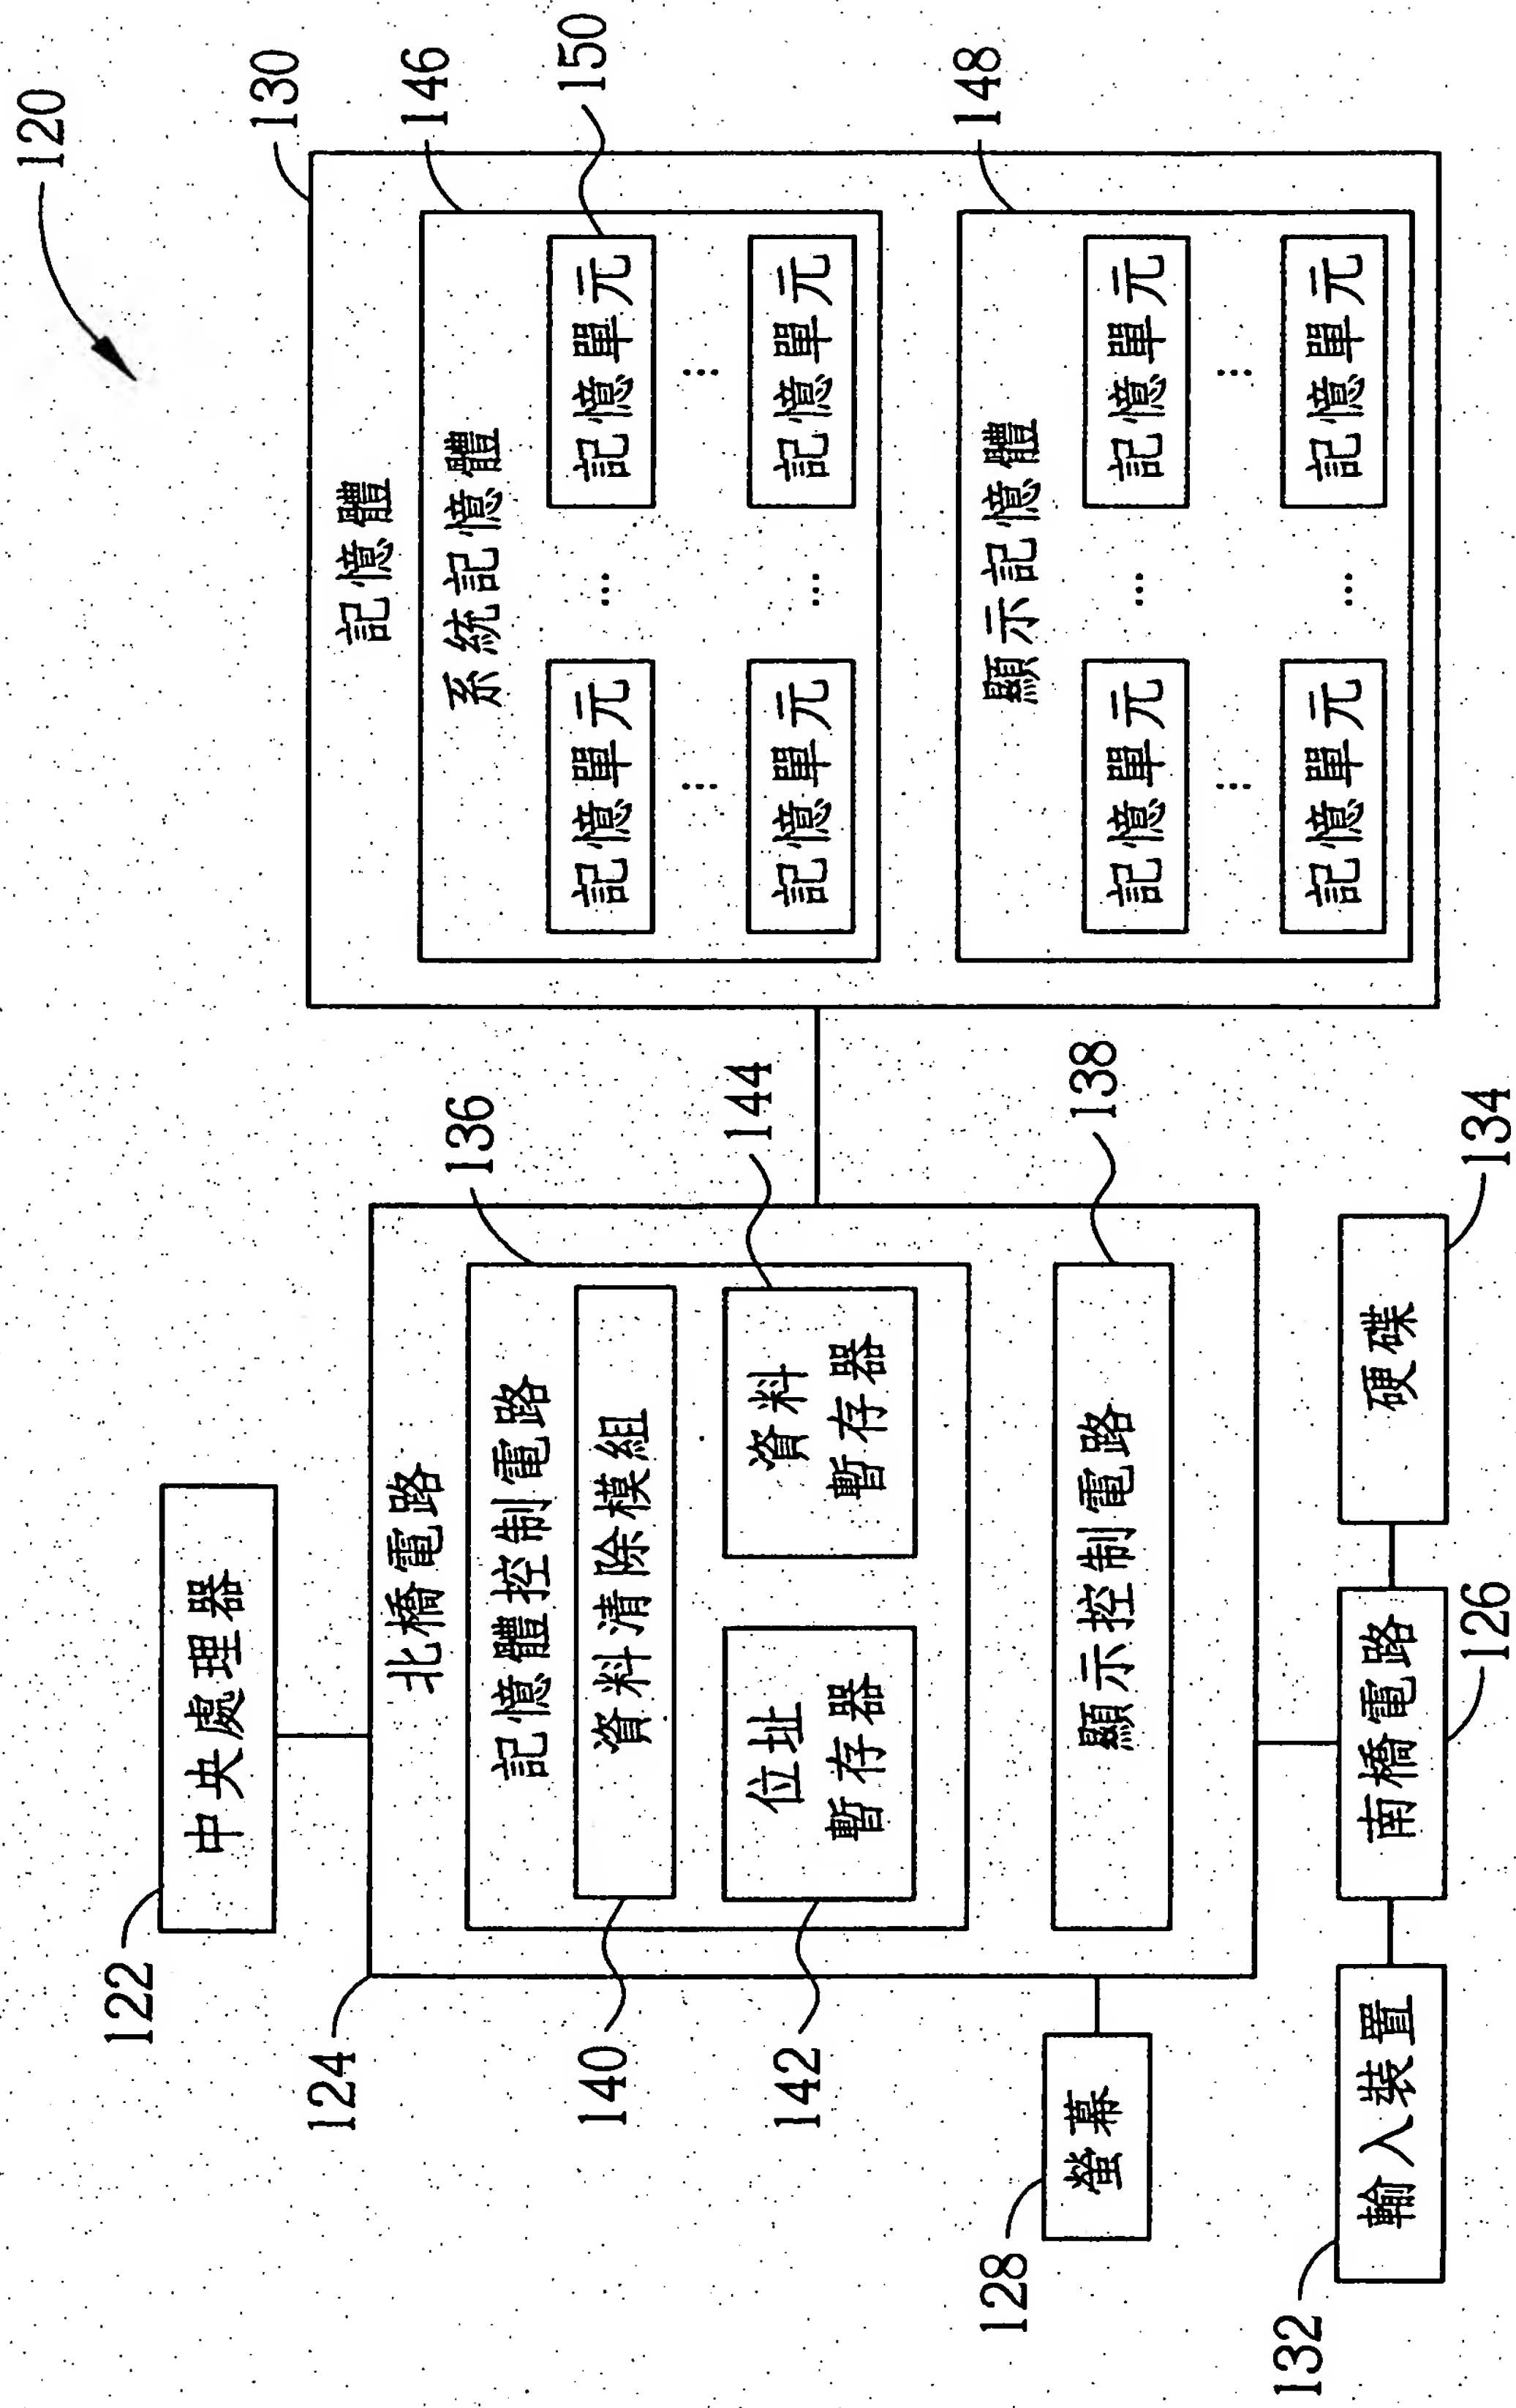 120
122
中央處理器
130
記憶體
124
北橋電路
136
記憶體控制電路
146
系統記憶體
140
資料清除模組
記憶單元
...
記憶單元
150
142
位址
暫存器
144
資料
暫存器
...
...
記憶單元
...
記憶單元
138
顯示控制電路
148
顯示記憶體
128
螢幕
記憶單元
...
記憶單元
...
...
記憶單元
...
記憶單元
132
輸入裝置
南橋電路
126
硬碟
134